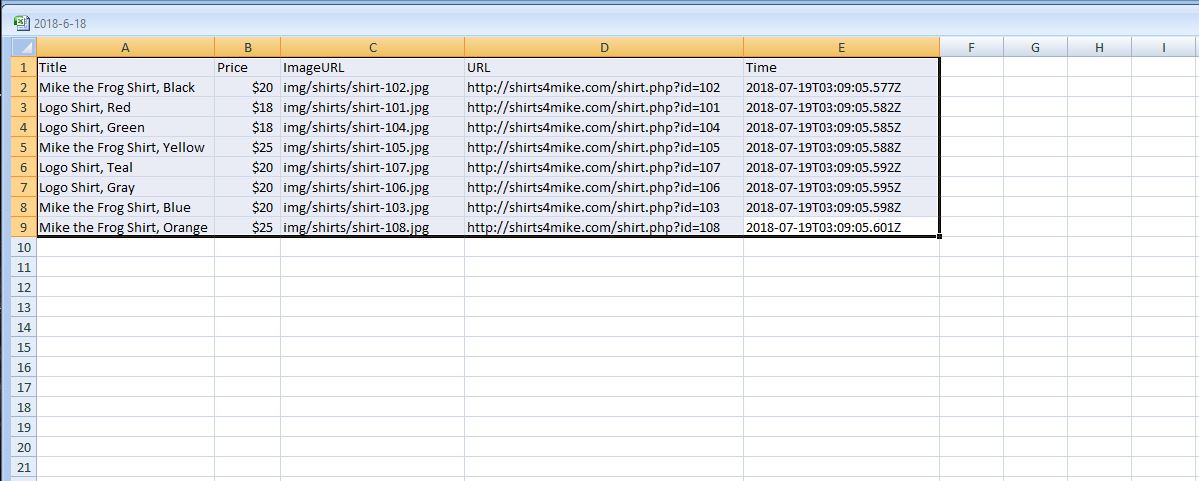 2018-6-18
A B C D E F G H I
1 Title Price ImageURL URL Time
2 Mike the Frog Shirt, Black $20 img/shirts/shirt-102.jpg http://shirts4mike.com/shirt.php?id=102 2018-07-19T03:09:05.577Z
3 Logo Shirt, Red $18 img/shirts/shirt-101.jpg http://shirts4mike.com/shirt.php?id=101 2018-07-19T03:09:05.582Z
4 Logo Shirt, Green $18 img/shirts/shirt-104.jpg http://shirts4mike.com/shirt.php?id=104 2018-07-19T03:09:05.585Z
5 Mike the Frog Shirt, Yellow $25 img/shirts/shirt-105.jpg http://shirts4mike.com/shirt.php?id=105 2018-07-19T03:09:05.588Z
6 Logo Shirt, Teal $20 img/shirts/shirt-107.jpg http://shirts4mike.com/shirt.php?id=107 2018-07-19T03:09:05.592Z
7 Logo Shirt, Gray $20 img/shirts/shirt-106.jpg http://shirts4mike.com/shirt.php?id=106 2018-07-19T03:09:05.595Z
8 Mike the Frog Shirt, Blue $20 img/shirts/shirt-103.jpg http://shirts4mike.com/shirt.php?id=103 2018-07-19T03:09:05.598Z
9 Mike the Frog Shirt, Orange $25 img/shirts/shirt-108.jpg http://shirts4mike.com/shirt.php?id=108 2018-07-19T03:09:05.601Z
10
11
12
13
14
15
16
17
18
19
20
21